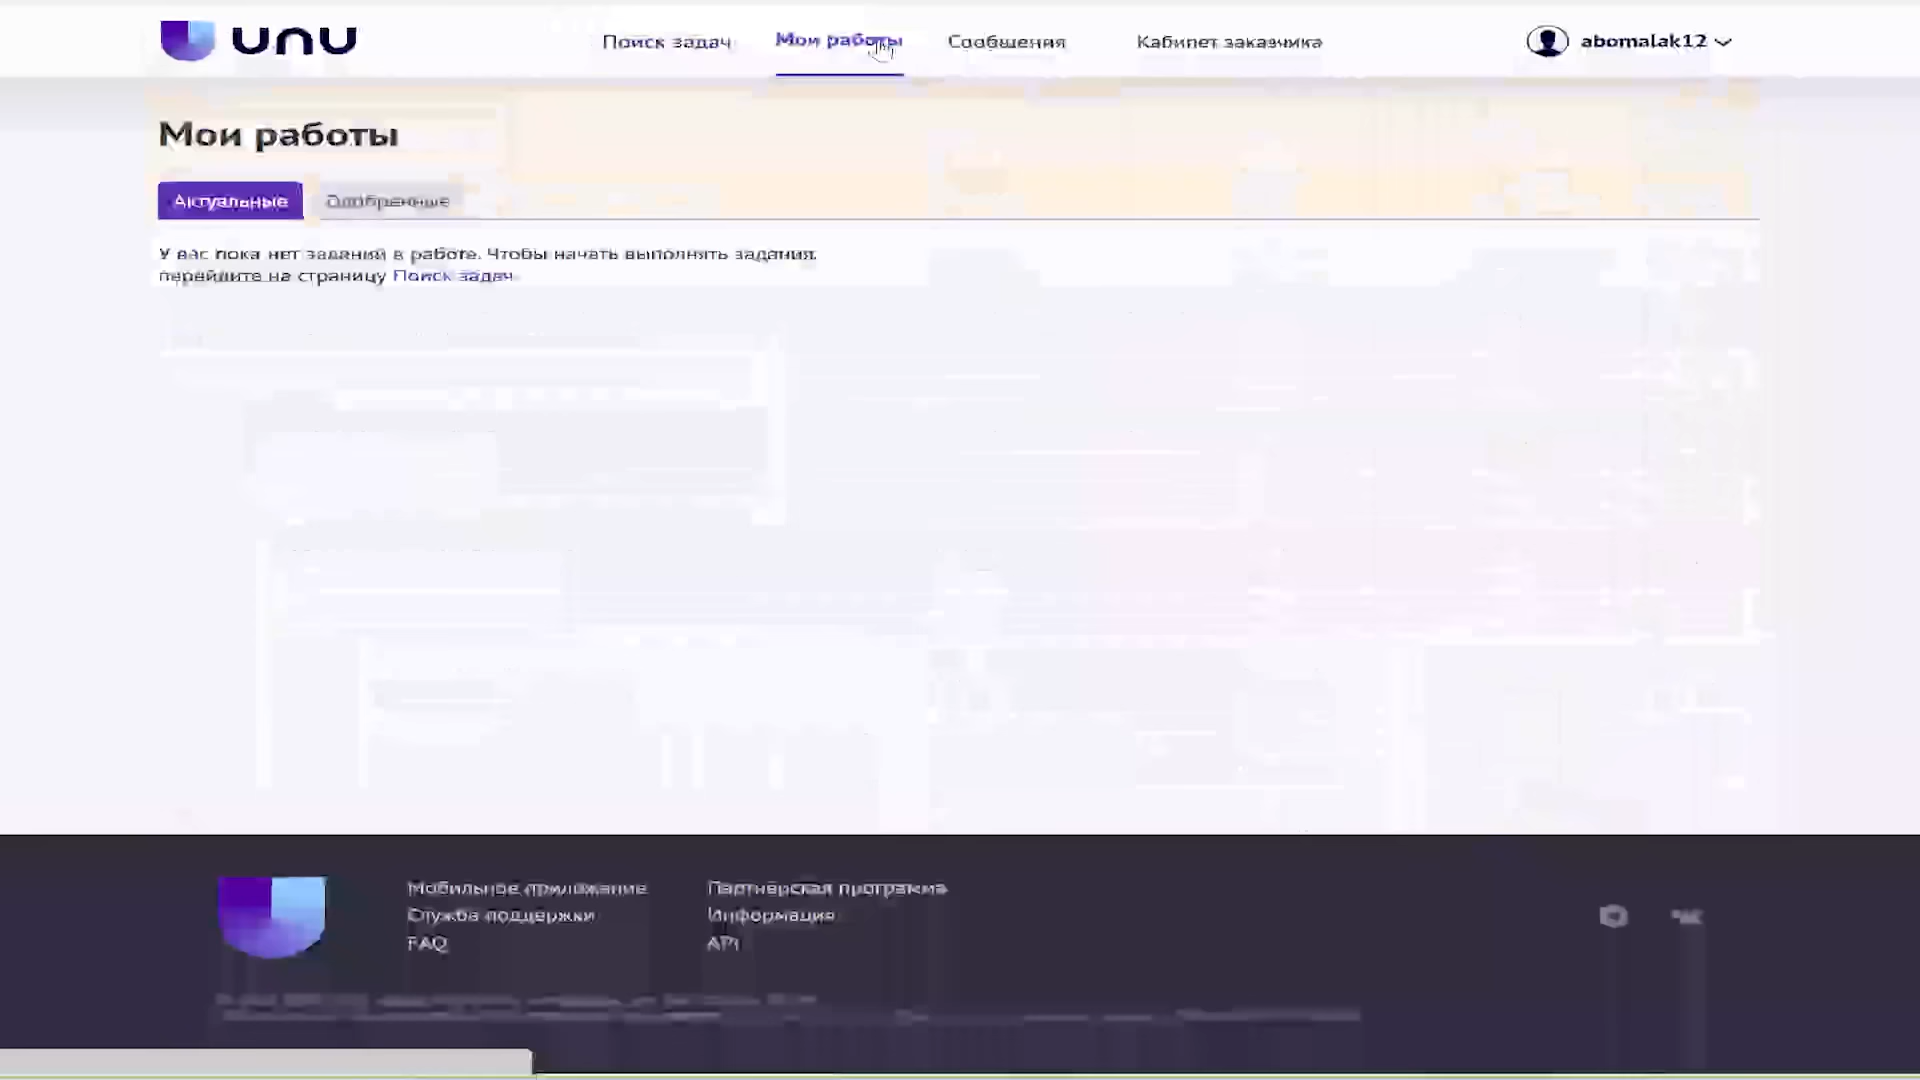 unu
Поиск задач
Мои работы
Сообщения
Кабинет заказчика
abomalak12
Мои работы
Актуальные
Одобренные
У вас пока нет заданий в работе. Чтобы начать выполнять задания,
перейдите на страницу Поиск задач
Мобильное приложение
Служба поддержки
FAQ
Партнёрская программа
Информация
API